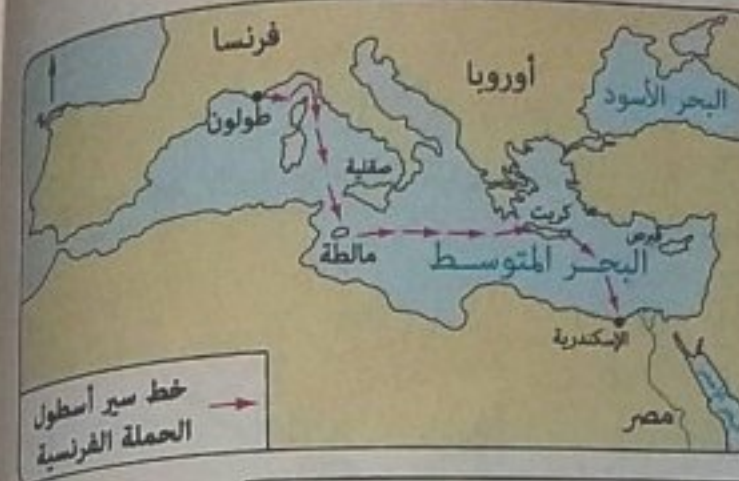 فرنسا
أوروبا
البحر الأسود
طولون
صقلية
كريت
قبرص
مالطة
البحر المتوسط
الإسكندرية
مصر
خط سير أسطول
الحملة الفرنسية